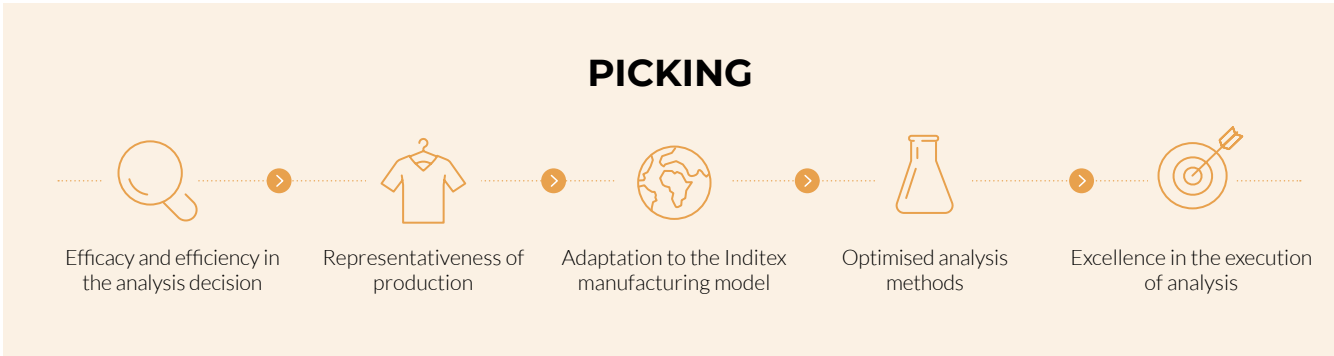 PICKING
Efficacy and efficiency in
the analysis decision
Representativeness of
production
Adaptation to the Inditex
manufacturing model
Optimised analysis
methods
Excellence in the execution
of analysis